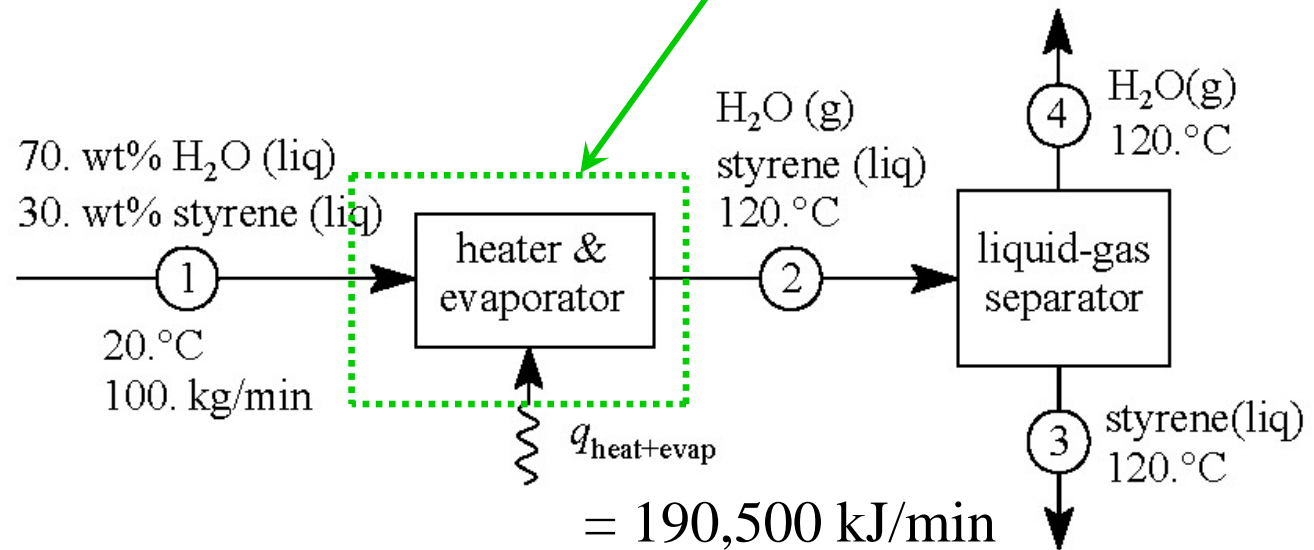 70. wt% H₂O (liq)
30. wt% styrene (liq)
1
20.°C
100. kg/min
heater &
evaporator
q heat+evap
= 190,500 kJ/min
H₂O (g)
styrene (liq)
120.°C
2
liquid-gas
separator
4
H₂O(g)
120.°C
3
styrene(liq)
120.°C